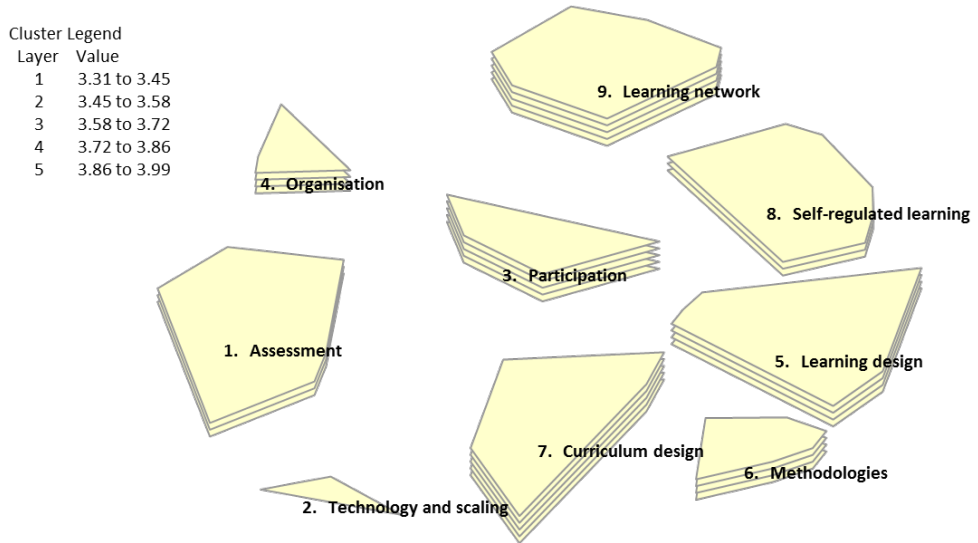 Cluster Legend
Layer Value
1 3.31 to 3.45
2 3.45 to 3.58
3 3.58 to 3.72
4 3.72 to 3.86
5 3.86 to 3.99
9. Learning network
4. Organisation
8. Self-regulated learning
3. Participation
1. Assessment
5. Learning design
7. Curriculum design
6. Methodologies
2. Technology and scaling